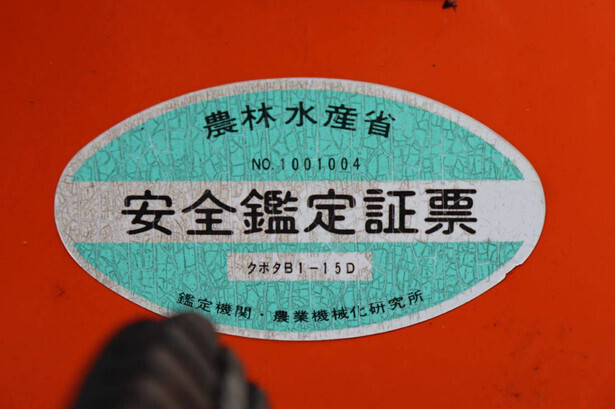 農林水産省
NO.1001004
安全鑑定証票
クボタB1-15D
鑑定機関・農業機械化研究所